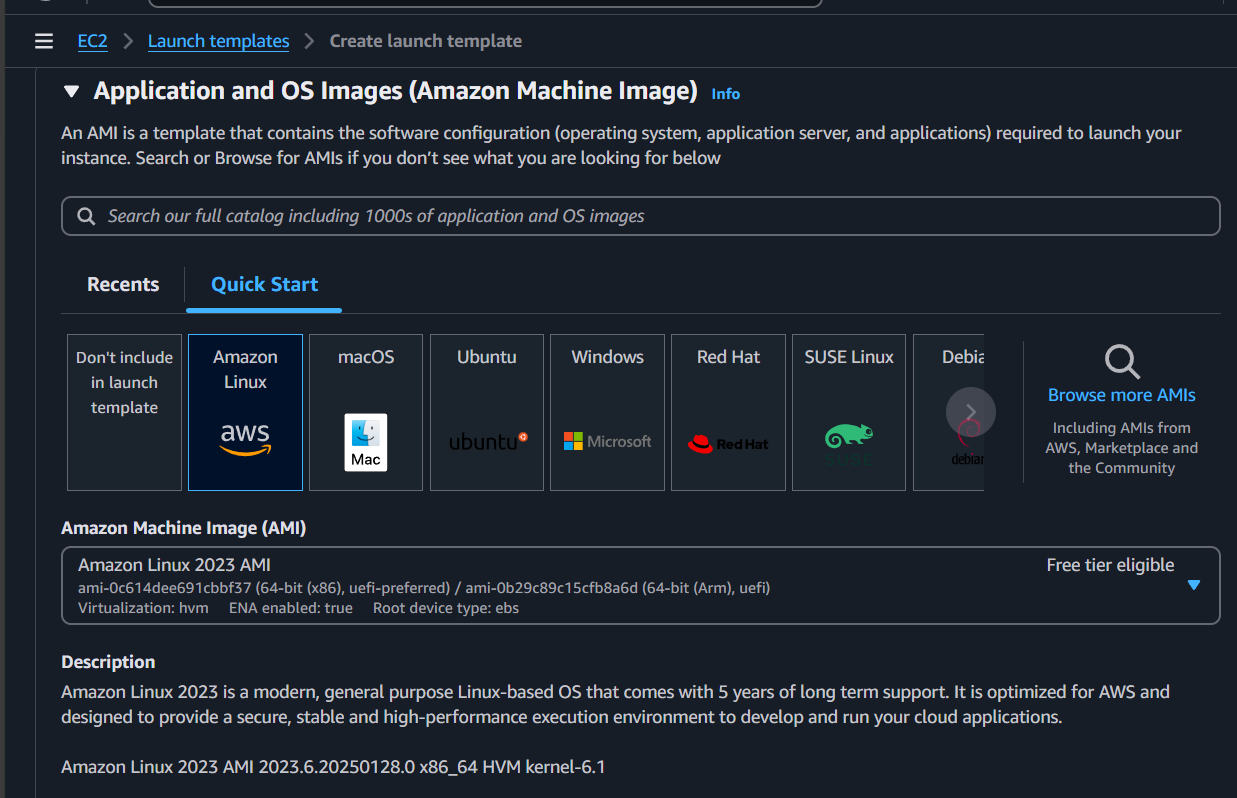 EC2 > Launch templates > Create launch template
Application and OS Images (Amazon Machine Image) Info
An AMI is a template that contains the software configuration (operating system, application server, and applications) required to launch your
instance. Search or Browse for AMIs if you don’t see what you are looking for below
Search our full catalog including 1000s of application and OS images
Recents
Quick Start
Don't include
in launch
template
Amazon
Linux
aws
macOS
Mac
Ubuntu
ubuntu
Windows
Microsoft
Red Hat
Red Hat
SUSE Linux
SUSE
Debia
debian
Browse more AMIs
Including AMIs from
AWS, Marketplace and
the Community
Amazon Machine Image (AMI)
Amazon Linux 2023 AMI
Free tier eligible
ami-0c614dee691cbbf37 (64-bit (x86), uefi-preferred) / ami-0b29c89c15cfb8a6d (64-bit (Arm), uefi)
Virtualization: hvm ENA enabled: true Root device type: ebs
Description
Amazon Linux 2023 is a modern, general purpose Linux-based OS that comes with 5 years of long term support. It is optimized for AWS and
designed to provide a secure, stable and high-performance execution environment to develop and run your cloud applications.
Amazon Linux 2023 AMI 2023.6.20250128.0 x86_64 HVM kernel-6.1